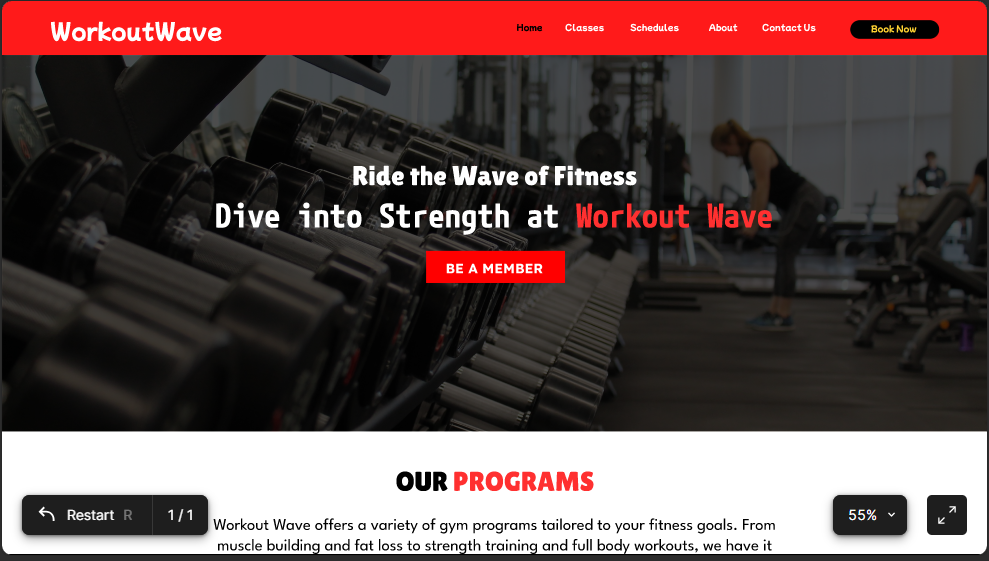 WorkoutWave
Home Classes Schedules About Contact Us Book Now
Ride the Wave of Fitness
Dive into Strength at Workout Wave
BE A MEMBER
OUR PROGRAMS
Workout Wave offers a variety of gym programs tailored to your fitness goals. From
muscle building and fat loss to strength training and full body workouts, we have it
Restart R 1 / 1
55%